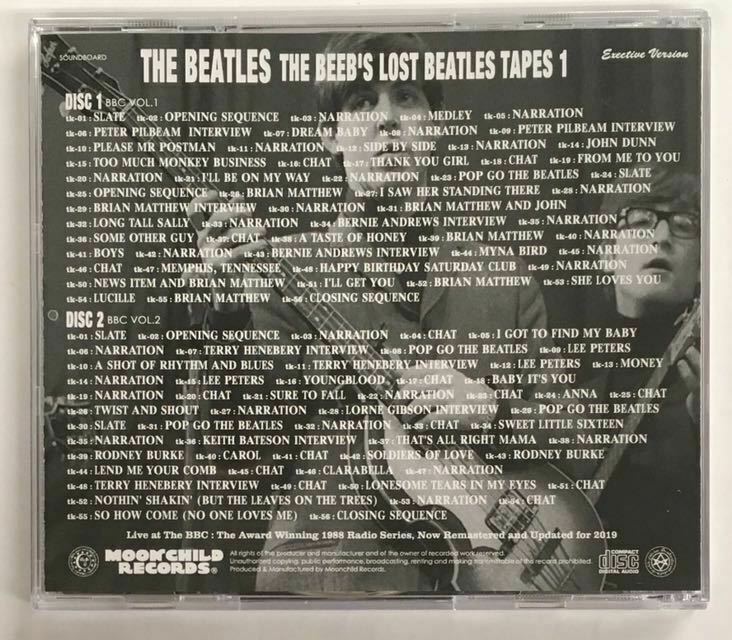 SOUNDBOARD
THE BEATLES THE BEEB'S LOST BEATLES TAPES 1
Exective Version
DISC 1 BBC VOL.1
tk-01 : SLATE tk-02 : OPENING SEQUENCE tk-03 : NARRATION tk-04 : MEDLEY tk-05 : NARRATION
tk-06 : PETER PILBEAM INTERVIEW tk-07 : DREAM BABY tk-08 : NARRATION tk-09 : PETER PILBEAM INTERVIEW
tk-10 : PLEASE MR POSTMAN tk-11 : NARRATION tk-12 : SIDE BY SIDE tk-13 : NARRATION tk-14 : JOHN DUNN
tk-15 : TOO MUCH MONKEY BUSINESS tk-16 : CHAT tk-17 : THANK YOU GIRL tk-18 : CHAT tk-19 : FROM ME TO YOU
tk-20 : NARRATION tk-21 : I'LL BE ON MY WAY tk-22 : NARRATION tk-23 : POP GO THE BEATLES tk-24 : SLATE
tk-25 : OPENING SEQUENCE tk-26 : BRIAN MATTHEW tk-27 : I SAW HER STANDING THERE tk-28 : NARRATION
tk-29 : BRIAN MATTHEW INTERVIEW tk-30 : NARRATION tk-31 : BRIAN MATTHEW AND JOHN
tk-32 : LONG TALL SALLY tk-33 : NARRATION tk-34 : BERNIE ANDREWS INTERVIEW tk-35 : NARRATION
tk-36 : SOME OTHER GUY tk-37 : CHAT tk-38 : A TASTE OF HONEY tk-39 : BRIAN MATTHEW tk-40 : NARRATION
tk-41 : BOYS tk-42 : NARRATION tk-43 : BERNIE ANDREWS INTERVIEW tk-44 : MYNA BIRD tk-45 : NARRATION
tk-46 : CHAT tk-47 : MEMPHIS, TENNESSEE tk-48 : HAPPY BIRTHDAY SATURDAY CLUB tk-49 : NARRATION
tk-50 : NEWS ITEM AND BRIAN MATTHEW tk-51 : I'LL GET YOU tk-52 : BRIAN MATTHEW tk-53 : SHE LOVES YOU
tk-54 : LUCILLE tk-55 : BRIAN MATTHEW tk-56 : CLOSING SEQUENCE
DISC 2 BBC VOL.2
tk-01 : SLATE tk-02 : OPENING SEQUENCE tk-03 : NARRATION tk-04 : CHAT tk-05 : I GOT TO FIND MY BABY
tk-06 : NARRATION tk-07 : TERRY HENEBERY INTERVIEW tk-08 : POP GO THE BEATLES tk-09 : LEE PETERS
tk-10 : A SHOT OF RHYTHM AND BLUES tk-11 : TERRY HENEBERY INTERVIEW tk-12 : LEE PETERS tk-13 : MONEY
tk-14 : NARRATION tk-15 : LEE PETERS tk-16 : YOUNGBLOOD tk-17 : CHAT tk-18 : BABY IT'S YOU
tk-19 : NARRATION tk-20 : CHAT tk-21 : SURE TO FALL tk-22 : NARRATION tk-23 : CHAT tk-24 : ANNA tk-25 : CHAT
tk-26 : TWIST AND SHOUT tk-27 : NARRATION tk-28 : LORNE GIBSON INTERVIEW tk-29 : POP GO THE BEATLES
tk-30 : SLATE tk-31 : POP GO THE BEATLES tk-32 : NARRATION tk-33 : CHAT tk-34 : SWEET LITTLE SIXTEEN
tk-35 : NARRATION tk-36 : KEITH BATESON INTERVIEW tk-37 : THAT'S ALL RIGHT MAMA tk-38 : NARRATION
tk-39 : RODNEY BURKE tk-40 : CAROL tk-41 : CHAT tk-42 : SOLDIERS OF LOVE tk-43 : RODNEY BURKE
tk-44 : LEND ME YOUR COMB tk-45 : CHAT tk-46 : CLARABELLA tk-47 : NARRATION
tk-48 : TERRY HENEBERY INTERVIEW tk-49 : CHAT tk-50 : LONESOME TEARS IN MY EYES tk-51 : CHAT
tk-52 : NOTHIN' SHAKIN' (BUT THE LEAVES ON THE TREES) tk-53 : NARRATION tk-54 : CHAT
tk-55 : SO HOW COME (NO ONE LOVES ME) tk-56 : CLOSING SEQUENCE
Live at The BBC : The Award Winning 1988 Radio Series, Now Remastered and Updated for 2019
MOONCHILD RECORDS®
All rights of the producer and manufacturer and of the owner of recorded work reserved.
Unauthorized copying, public performance, broadcasting, renting and making transmittable of the record prohibited.
Produced & Manufactured by Moonchild Records.
COMPACT disc DIGITAL AUDIO